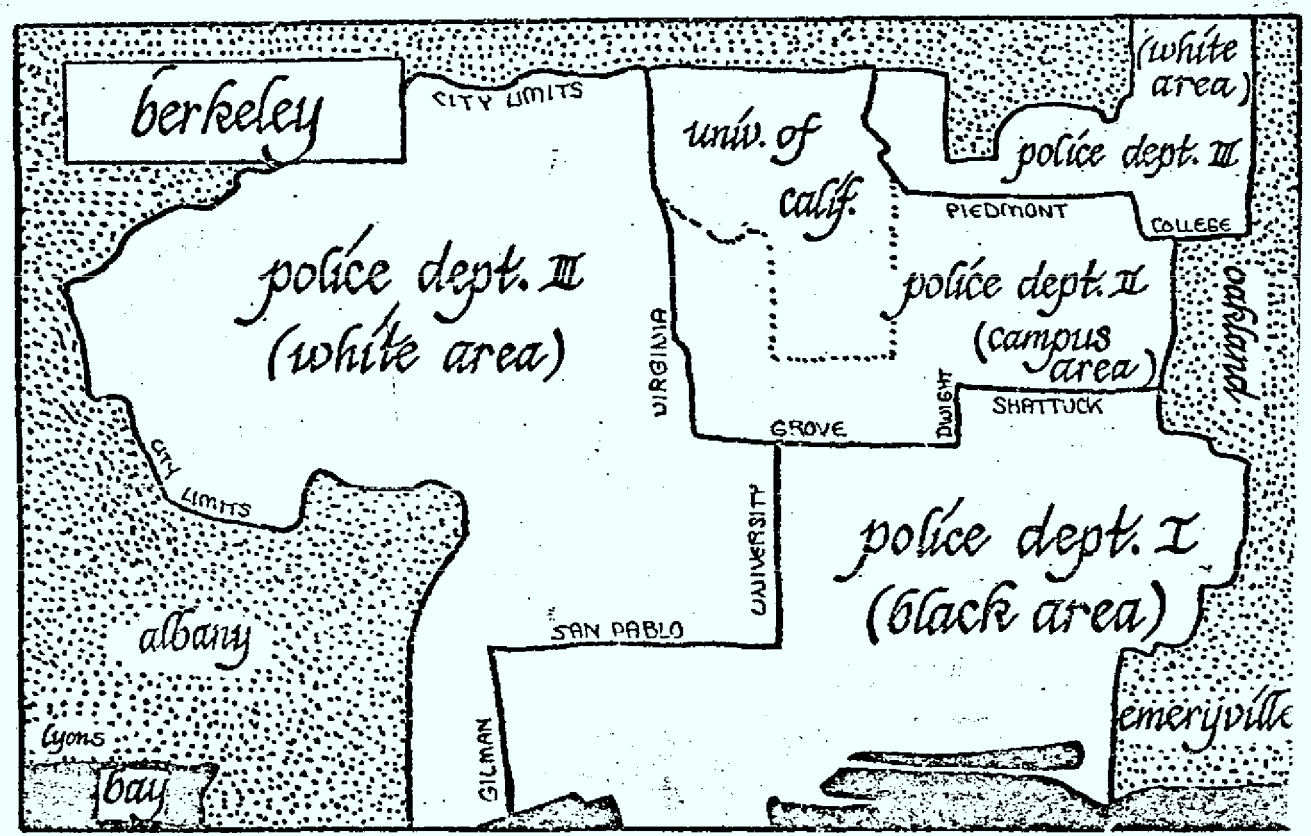 (white
area)
berkeley
CITY LIMITS
univ. of
calif.
police dept. III
PIEDMONT
COLLEGE
police dept. III
(white area)
police dept. II
(campus
area)
oakland
VIRGINIA
DWIGHT
SHATTUCK
GROVE
CITY
LIMITS
UNIVERSITY
police dept. I
(black area)
SAN PABLO
albany
GILMAN
emeryville
lyons
bay